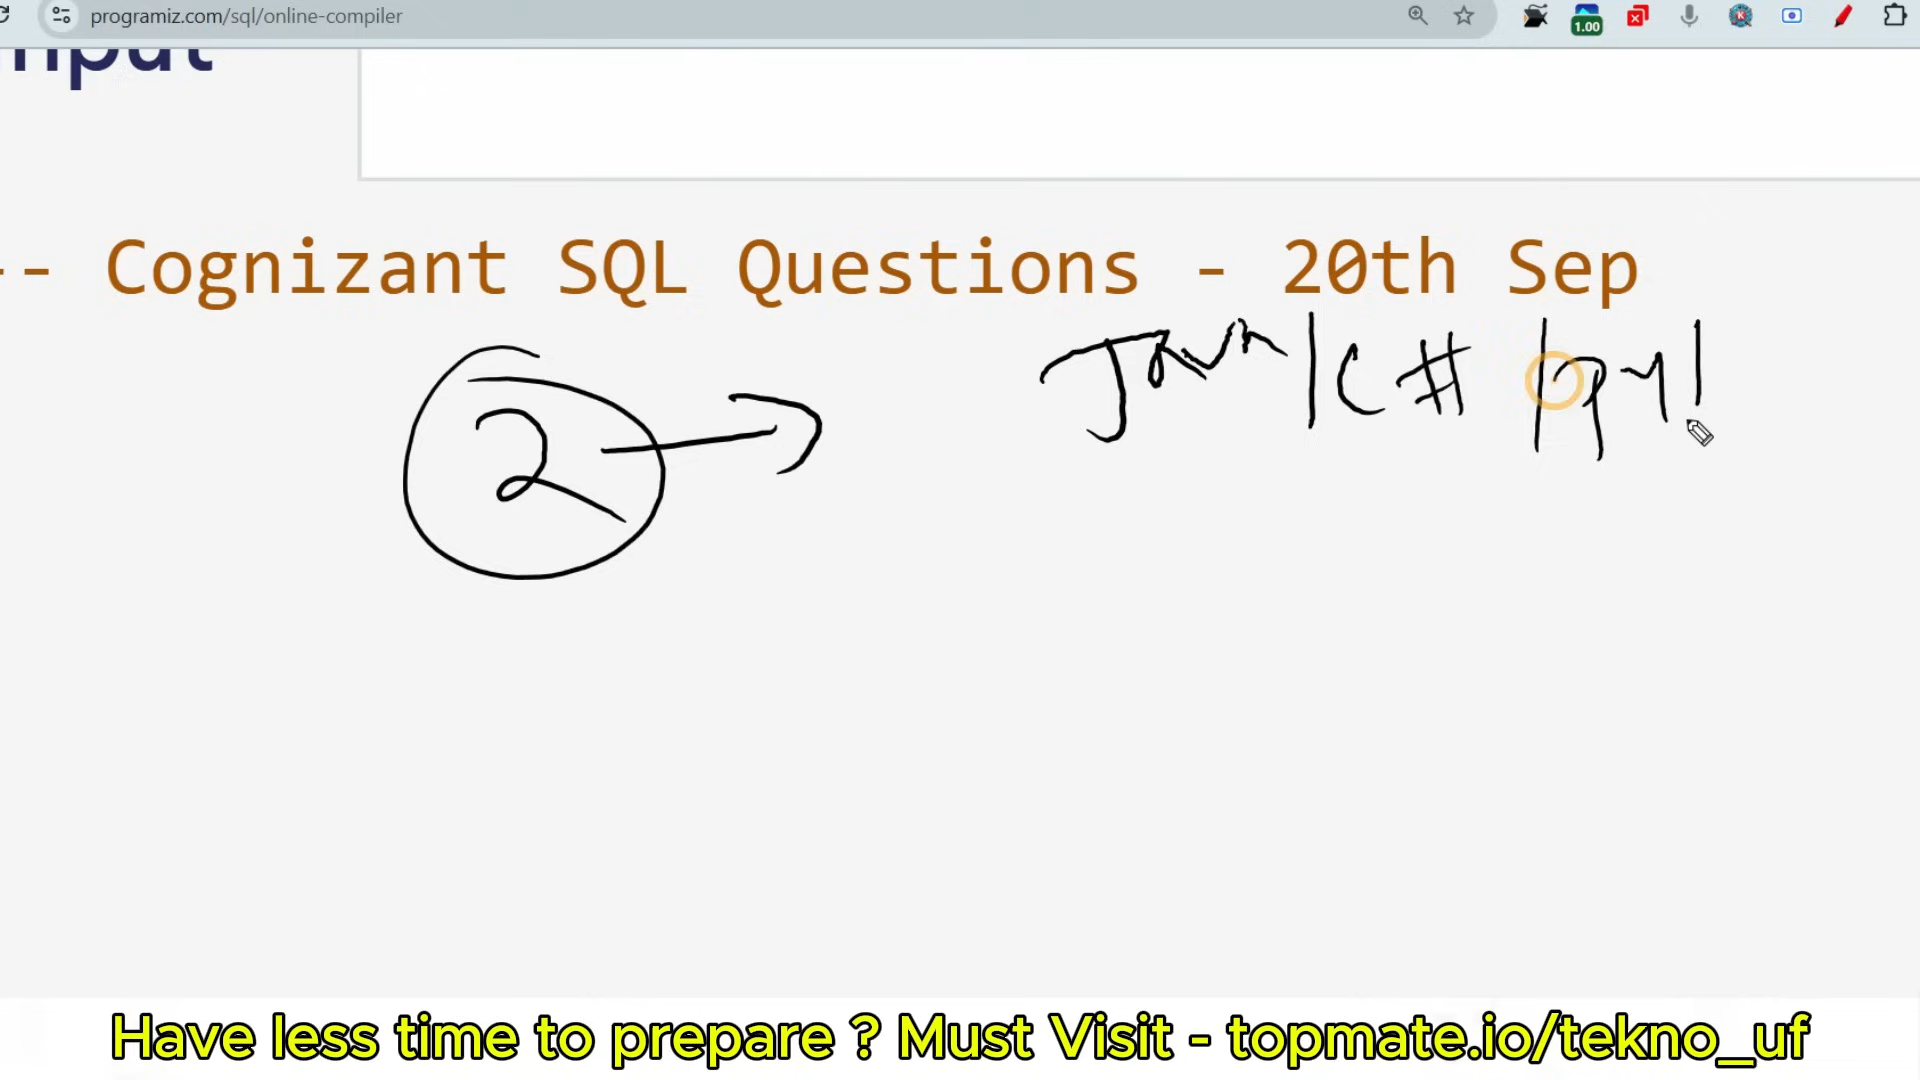 programiz.com/sql/online-compiler
1.00
Input
-- Cognizant SQL Questions - 20th Sep
Java | C# | py |
2
Have less time to prepare ? Must Visit - topmate.io/tekno_uf